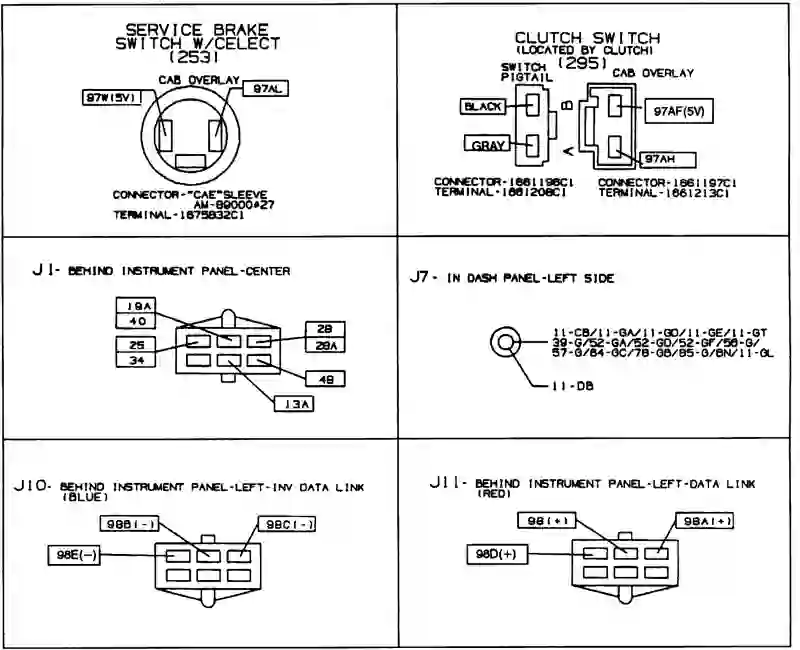 SERVICE BRAKE
SWITCH W/CELECT
(253)
CAB OVERLAY
97W(5V)
97AL
CONNECTOR-"CAE"SLEEVE
AM-89000#27
TERMINAL-1675832C1
CLUTCH SWITCH
(LOCATED BY CLUTCH)
(295)
SWITCH
PIGTAIL
CAB OVERLAY
BLACK
B
97AF(5V)
GRAY
A
97AH
CONNECTOR-1661196C1
TERMINAL-1661208C1
CONNECTOR-1661197C1
TERMINAL-1661213C1
J1- BEHIND INSTRUMENT PANEL-CENTER
19A
40
25
34
28
28A
48
13A
J7- IN DASH PANEL-LEFT SIDE
11-CB/11-GA/11-GD/11-GE/11-GT
39-G/52-GA/52-GD/52-GF/56-G/
57-G/64-GC/78-GB/85-G/8N/11-GL
11-DB
J10- BEHIND INSTRUMENT PANEL-LEFT-INV DATA LINK
(BLUE)
98B(-)
98C(-)
98E(-)
J11- BEHIND INSTRUMENT PANEL-LEFT-DATA LINK
(RED)
98(+)
98A(+)
98D(+)